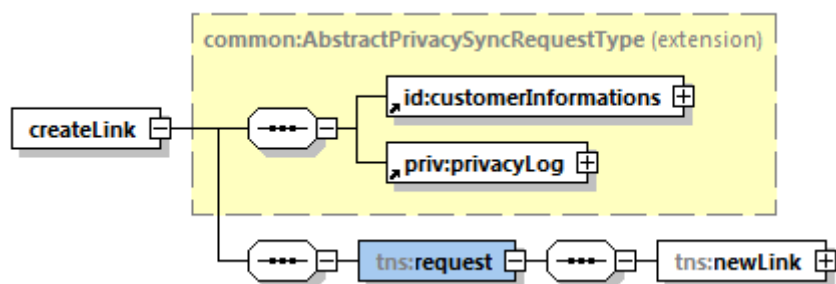 common:AbstractPrivacySyncRequestType (extension)
id:customerInformations
createLink
priv:privacyLog
tns:request
tns:newLink